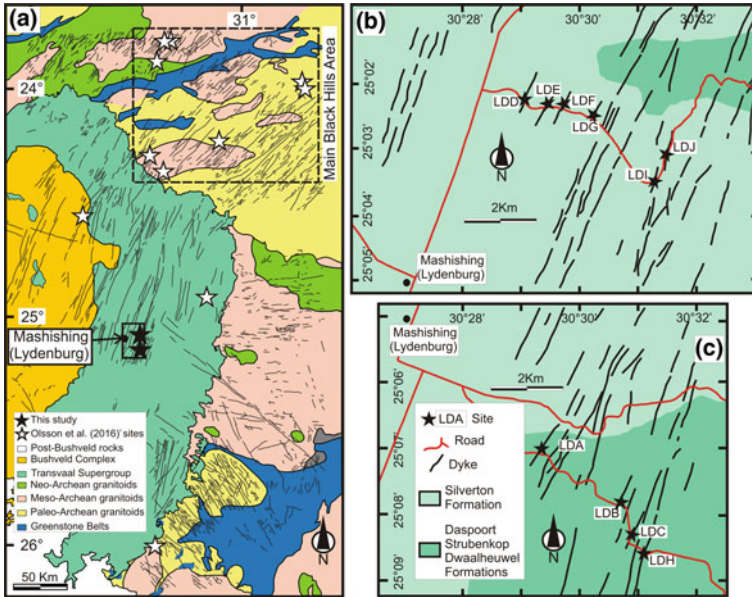 (a)
31°
24°
Main Black Hills Area
25°
Mashishing
(Lydenburg)
This study
Olsson et al. (2016)' sites
Post-Bushveld rocks
Bushveld Complex
Transvaal Supergroup
Neo-Archean granitoids
Meso-Archean granitoids
Paleo-Archean granitoids
Greenstone Belts
26°
50 Km
N
(b)
30°28'
30°30'
30°32'
25°02'
25°03'
25°04'
25°05'
LDD
LDE
LDF
LDG
LDJ
LDI
N
2Km
Mashishing
(Lydenburg)
(c)
30°28'
30°30'
30°32'
Mashishing
(Lydenburg)
2Km
25°06'
25°07'
25°08'
25°09'
LDA Site
Road
Dyke
Silverton
Formation
Daspoort
Strubenkop
Dwaalheuwel
Formations
LDA
LDB
LDC
LDH
N